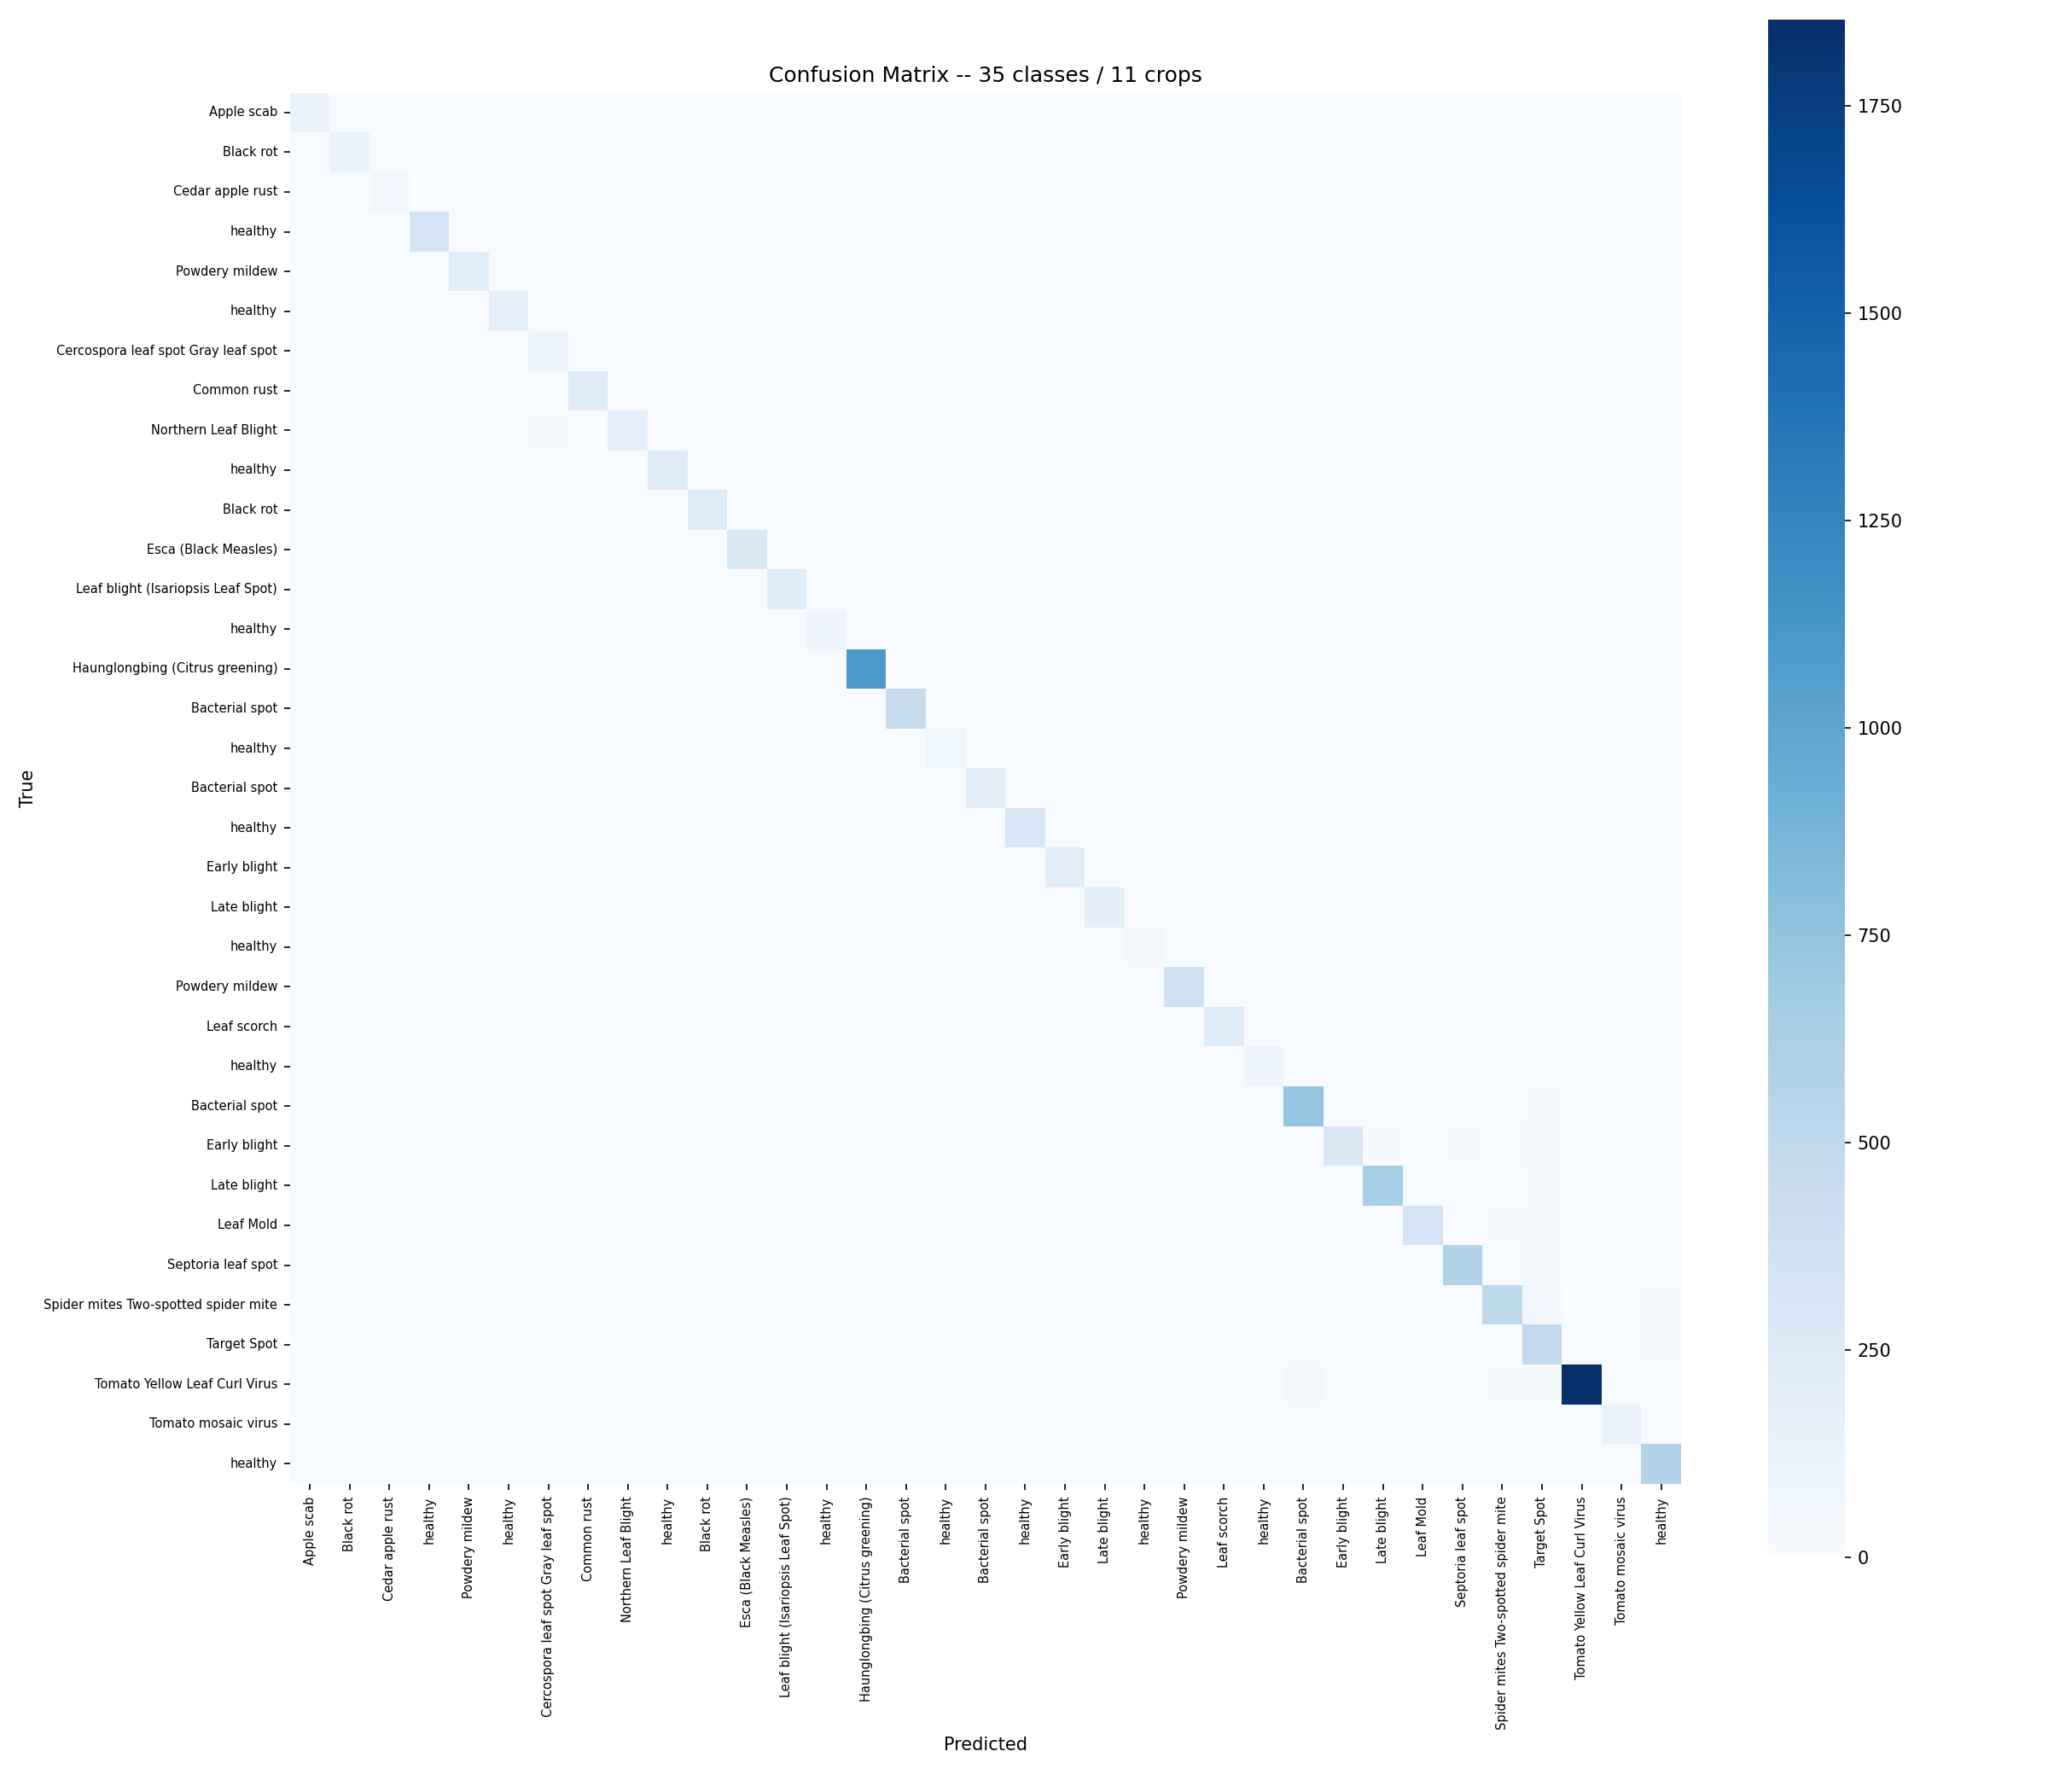 Confusion Matrix -- 35 classes / 11 crops
True
Apple scab
Black rot
Cedar apple rust
healthy
Powdery mildew
healthy
Cercospora leaf spot Gray leaf spot
Common rust
Northern Leaf Blight
healthy
Black rot
Esca (Black Measles)
Leaf blight (Isariopsis Leaf Spot)
healthy
Haunglongbing (Citrus greening)
Bacterial spot
healthy
Bacterial spot
healthy
Early blight
Late blight
healthy
Powdery mildew
Leaf scorch
healthy
Bacterial spot
Early blight
Late blight
Leaf Mold
Septoria leaf spot
Spider mites Two-spotted spider mite
Target Spot
Tomato Yellow Leaf Curl Virus
Tomato mosaic virus
healthy
Apple scab
Black rot
Cedar apple rust
healthy
Powdery mildew
healthy
Cercospora leaf spot Gray leaf spot
Common rust
Northern Leaf Blight
healthy
Black rot
Esca (Black Measles)
Leaf blight (Isariopsis Leaf Spot)
healthy
Haunglongbing (Citrus greening)
Bacterial spot
healthy
Bacterial spot
healthy
Early blight
Late blight
healthy
Powdery mildew
Leaf scorch
healthy
Bacterial spot
Early blight
Late blight
Leaf Mold
Septoria leaf spot
Spider mites Two-spotted spider mite
Target Spot
Tomato Yellow Leaf Curl Virus
Tomato mosaic virus
healthy
Predicted
1750
1500
1250
1000
750
500
250
0